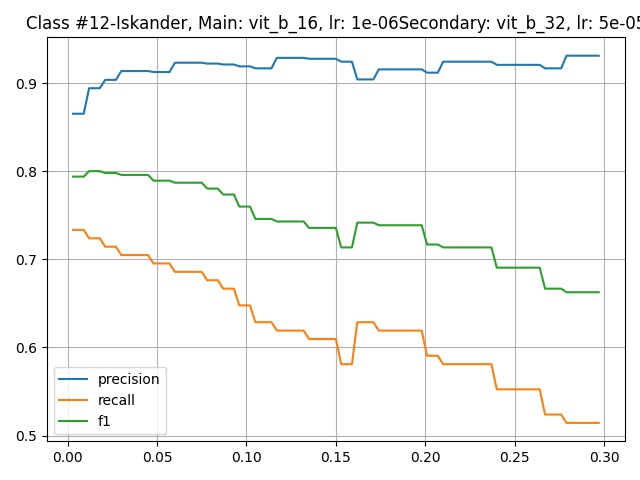 Class #12-Iskander, Main: vit_b_16, lr: 1e-06Secondary: vit_b_32, lr: 5e-05
0.9
0.8
0.7
0.6
0.5
precision
recall
f1
0.00 0.05 0.10 0.15 0.20 0.25 0.30